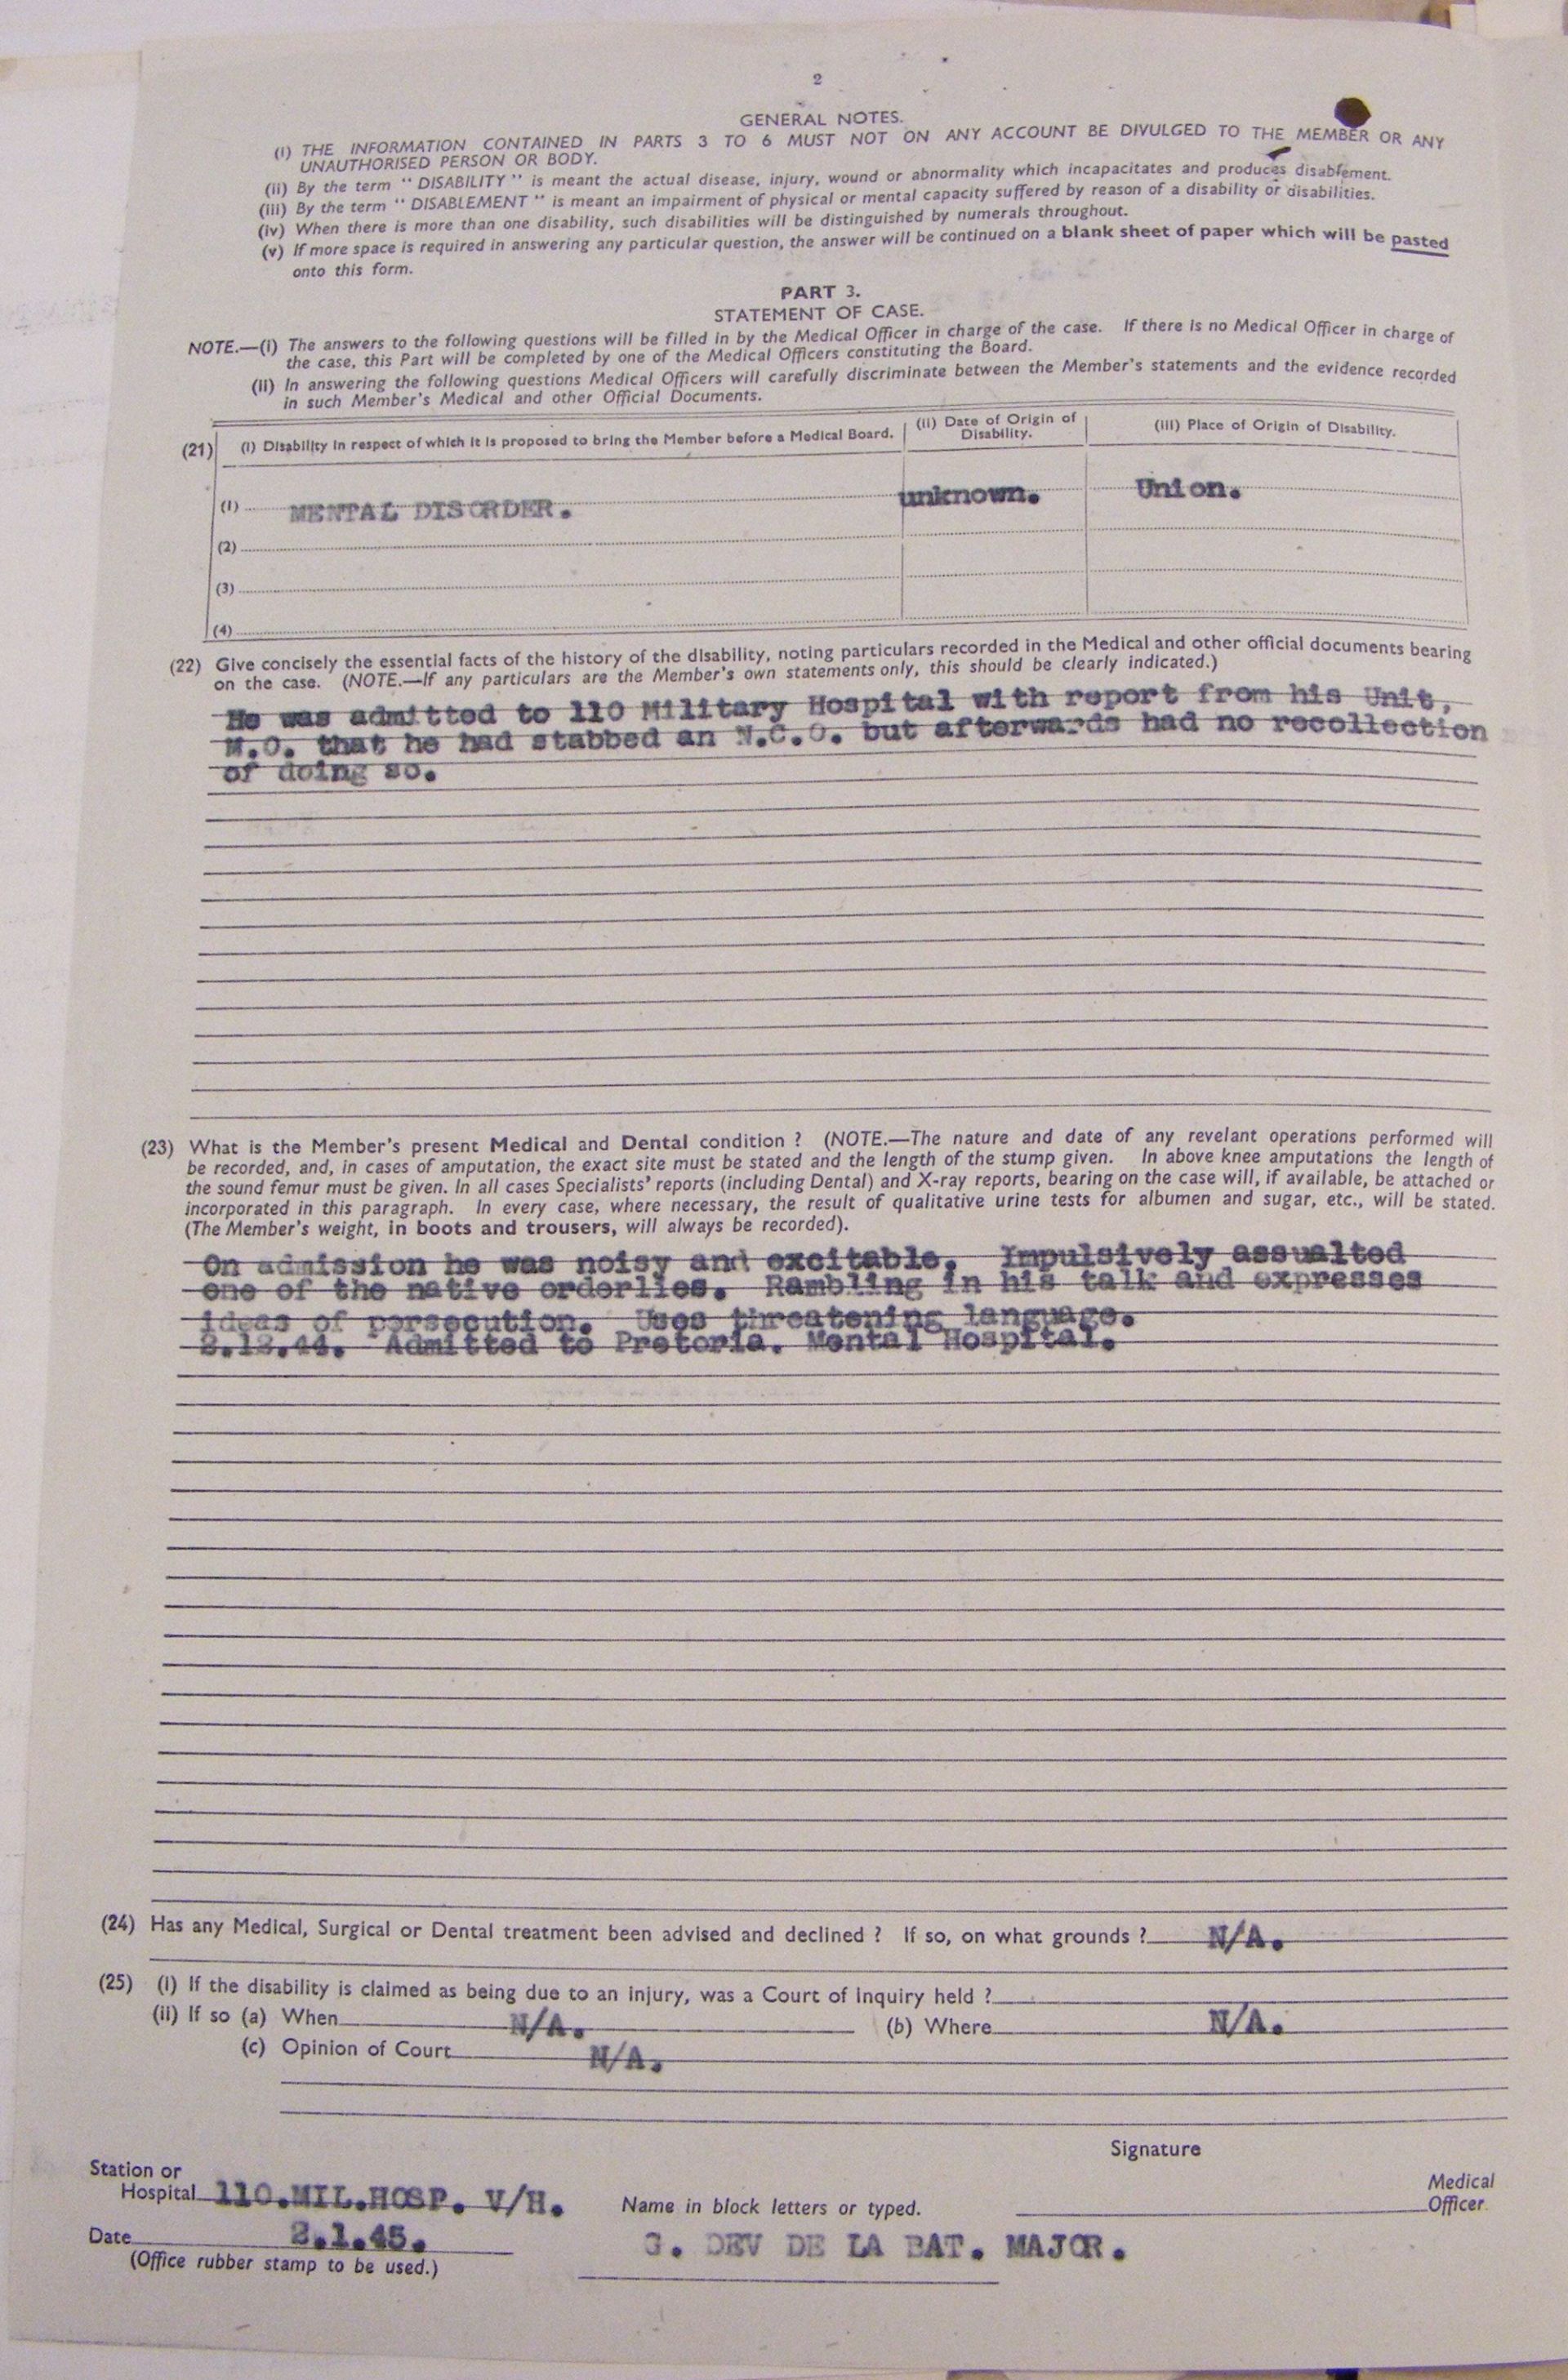 2
GENERAL NOTES.
(i) THE INFORMATION CONTAINED IN PARTS 3 TO 6 MUST NOT ON ANY ACCOUNT BE DIVULGED TO THE MEMBER OR ANY
UNAUTHORISED PERSON OR BODY.
(ii) By the term "DISABILITY" is meant the actual disease, injury, wound or abnormality which incapacitates and produces disablement.
(iii) By the term "DISABLEMENT" is meant an impairment of physical or mental capacity suffered by reason of a disability or disabilities.
(iv) When there is more than one disability, such disabilities will be distinguished by numerals throughout.
(v) If more space is required in answering any particular question, the answer will be continued on a blank sheet of paper which will be pasted
onto this form.
PART 3.
STATEMENT OF CASE.
NOTE.—(i) The answers to the following questions will be filled in by the Medical Officer in charge of the case. If there is no Medical Officer in charge of
the case, this Part will be completed by one of the Medical Officers constituting the Board.
(ii) In answering the following questions Medical Officers will carefully discriminate between the Member's statements and the evidence recorded
in such Member's Medical and other Official Documents.
(21) (i) Disability in respect of which it is proposed to bring the Member before a Medical Board. (ii) Date of Origin of Disability. (iii) Place of Origin of Disability.
(1) MENTAL DISORDER. unknown. Union.
(2)
(3)
(4)
(22) Give concisely the essential facts of the history of the disability, noting particulars recorded in the Medical and other official documents bearing
on the case. (NOTE.—If any particulars are the Member's own statements only, this should be clearly indicated.)
He was admitted to 110 Military Hospital with report from his Unit,
M.O. that he had stabbed an N.C.O. but afterwards had no recollection
of doing so.
(23) What is the Member's present Medical and Dental condition ? (NOTE.—The nature and date of any revelant operations performed will
be recorded, and, in cases of amputation, the exact site must be stated and the length of the stump given. In above knee amputations the length of
the sound femur must be given. In all cases Specialists' reports (including Dental) and X-ray reports, bearing on the case will, if available, be attached or
incorporated in this paragraph. In every case, where necessary, the result of qualitative urine tests for albumen and sugar, etc., will be stated.
(The Member's weight, in boots and trousers, will always be recorded).
On admission he was noisy and excitable. Impulsively assualted
one of the native orderlies. Rambling in his talk and expresses
ideas of persecution. Uses threatening language.
2.12.44. Admitted to Pretoria. Mental Hospital.
(24) Has any Medical, Surgical or Dental treatment been advised and declined ? If so, on what grounds ? N/A.
(25) (i) If the disability is claimed as being due to an injury, was a Court of Inquiry held ?
(ii) If so (a) When N/A. (b) Where N/A.
(c) Opinion of Court N/A.
Signature
Station or
Hospital 110.MIL.HOSP. V/H. Name in block letters or typed. Medical
Officer.
Date 2.1.45. G. DEV DE LA BAT. MAJOR.
(Office rubber stamp to be used.)